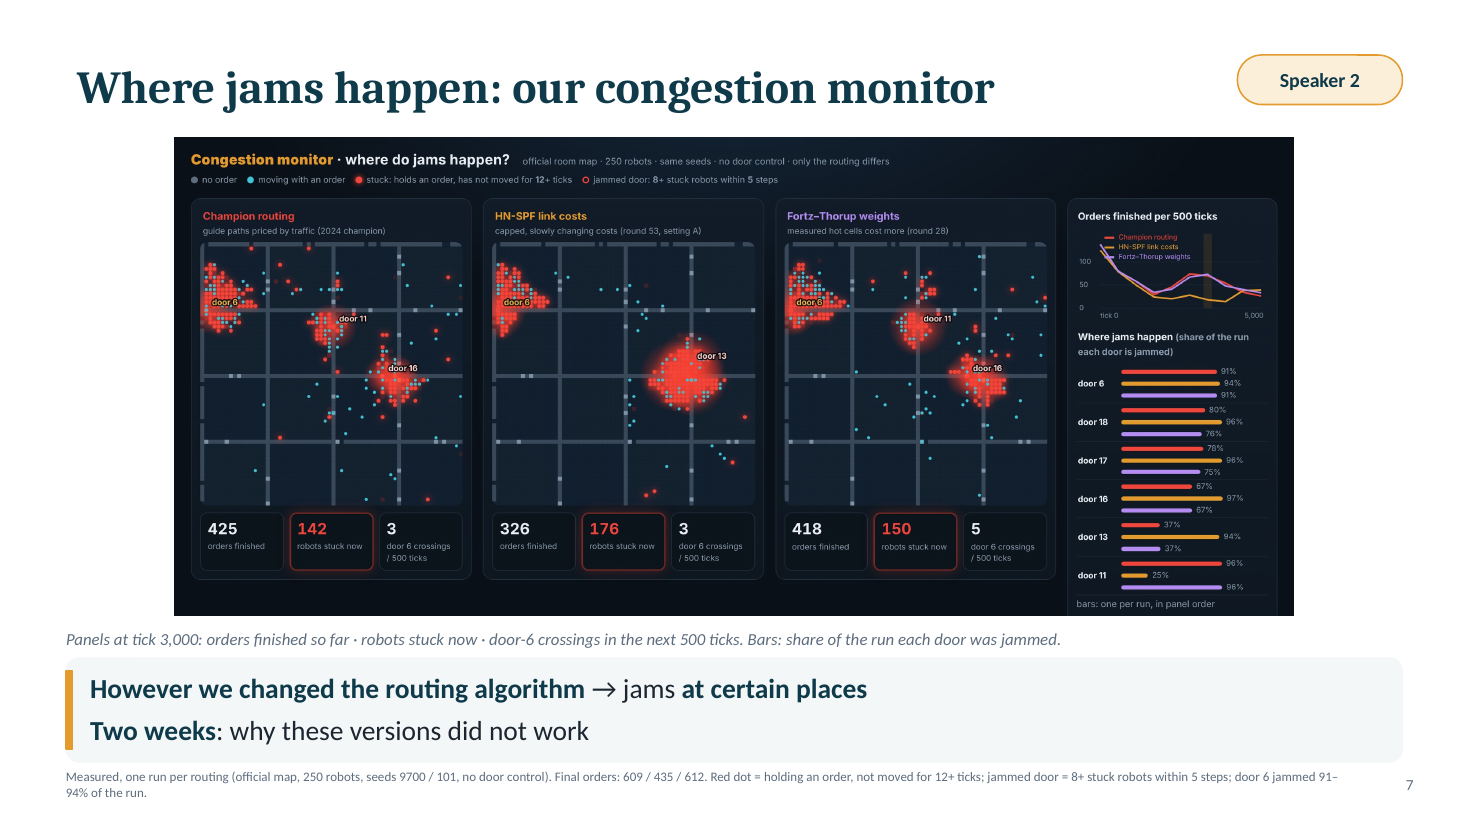 Where jams happen: our congestion monitor
Speaker 2
Congestion monitor · where do jams happen? official room map · 250 robots · same seeds · no door control · only the routing differs
no order moving with an order stuck: holds an order, has not moved for 12+ ticks jammed door: 8+ stuck robots within 5 steps
Champion routing
guide paths priced by traffic (2024 champion)
door 6
door 11
door 16
425
orders finished
142
robots stuck now
3
door 6 crossings
/ 500 ticks
HN-SPF link costs
capped, slowly changing costs (round 53, setting A)
door 6
door 13
326
orders finished
176
robots stuck now
3
door 6 crossings
/ 500 ticks
Fortz–Thorup weights
measured hot cells cost more (round 28)
door 6
door 11
door 16
418
orders finished
150
robots stuck now
5
door 6 crossings
/ 500 ticks
Orders finished per 500 ticks
Champion routing
HN-SPF link costs
Fortz–Thorup weights
100
50
0
tick 0
5,000
Where jams happen (share of the run
each door is jammed)
door 6
91%
94%
91%
door 18
80%
96%
76%
door 17
78%
96%
75%
door 16
67%
97%
67%
door 13
37%
94%
37%
door 11
96%
25%
96%
bars: one per run, in panel order
Panels at tick 3,000: orders finished so far · robots stuck now · door-6 crossings in the next 500 ticks. Bars: share of the run each door was jammed.
However we changed the routing algorithm → jams at certain places
Two weeks: why these versions did not work
Measured, one run per routing (official map, 250 robots, seeds 9700 / 101, no door control). Final orders: 609 / 435 / 612. Red dot = holding an order, not moved for 12+ ticks; jammed door = 8+ stuck robots within 5 steps; door 6 jammed 91–
94% of the run.
7